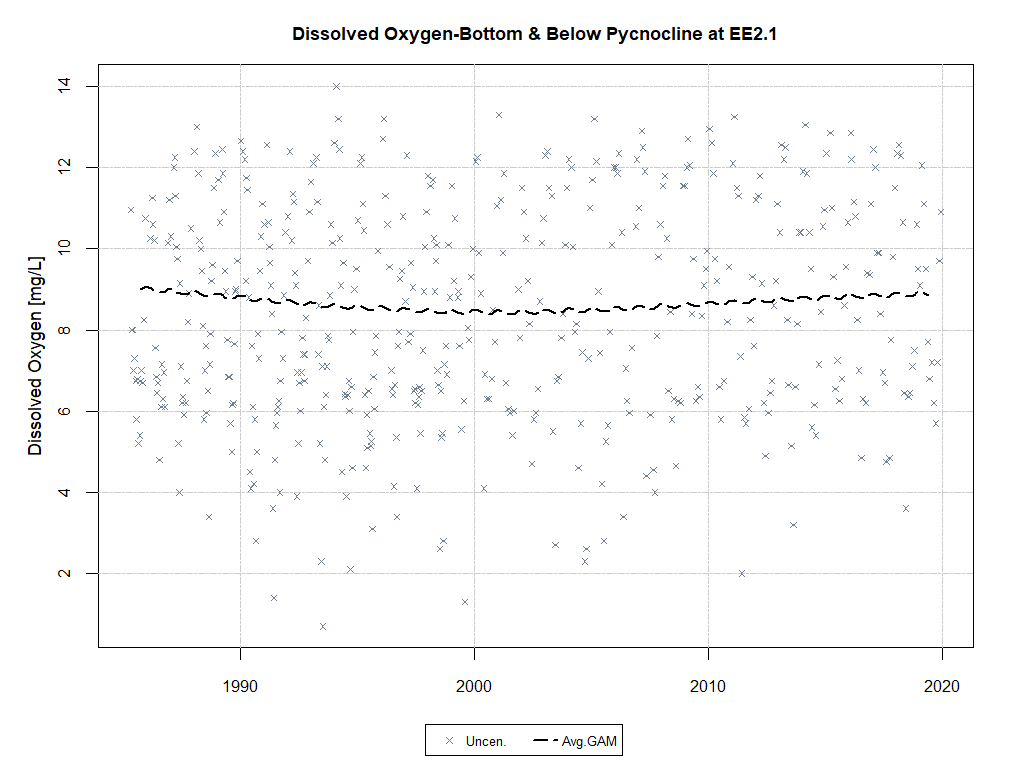 Dissolved Oxygen-Bottom & Below Pycnocline at EE2.1
Dissolved Oxygen [mg/L]
14
12
10
8
6
4
2
1990 2000 2010 2020
Uncen. Avg.GAM